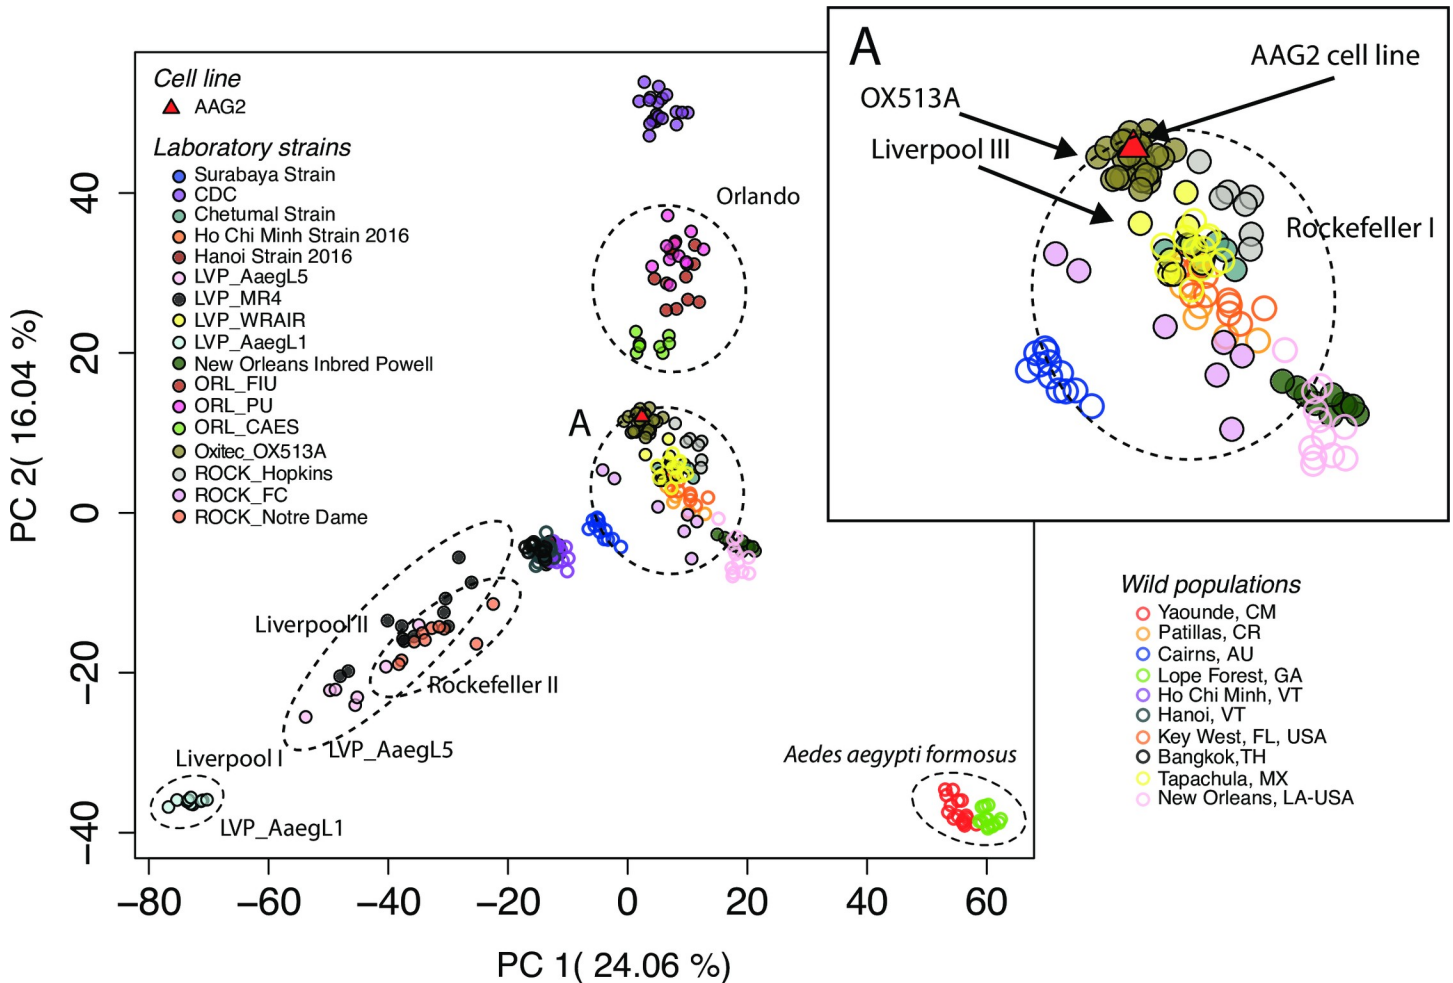 Cell line
AAG2
Laboratory strains
Surabaya Strain
CDC
Chetumal Strain
Ho Chi Minh Strain 2016
Hanoi Strain 2016
LVP_AaegL5
LVP_MR4
LVP_WRAIR
LVP_AaegL1
New Orleans Inbred Powell
ORL_FIU
ORL_PU
ORL_CAES
Oxitec_OX513A
ROCK_Hopkins
ROCK_FC
ROCK_Notre Dame
Orlando
A
Liverpool II
Rockefeller II
LVP_AaegL5
Liverpool I
LVP_AaegL1
Aedes aegypti formosus
40
20
0
−20
−40
PC 2( 16.04 %)
−80
−60
−40
−20
0
20
40
60
PC 1( 24.06 %)
A
AAG2 cell line
OX513A
Liverpool III
Rockefeller I
Wild populations
Yaounde, CM
Patillas, CR
Cairns, AU
Lope Forest, GA
Ho Chi Minh, VT
Hanoi, VT
Key West, FL, USA
Bangkok,TH
Tapachula, MX
New Orleans, LA-USA